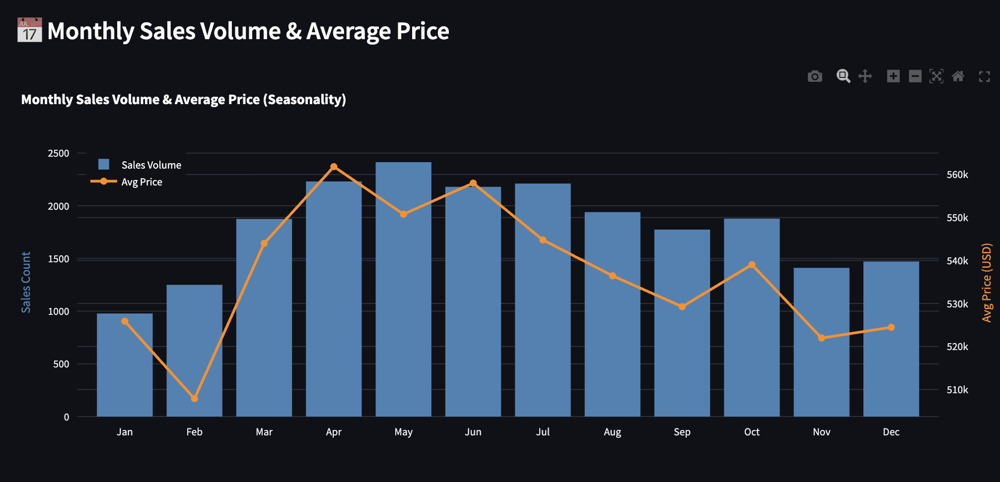 JUL
17
Monthly Sales Volume & Average Price
Monthly Sales Volume & Average Price (Seasonality)
Sales Volume
Avg Price
Sales Count
2500
2000
1500
1000
500
0
560k
550k
540k
530k
520k
510k
Avg Price (USD)
Jan Feb Mar Apr May Jun Jul Aug Sep Oct Nov Dec